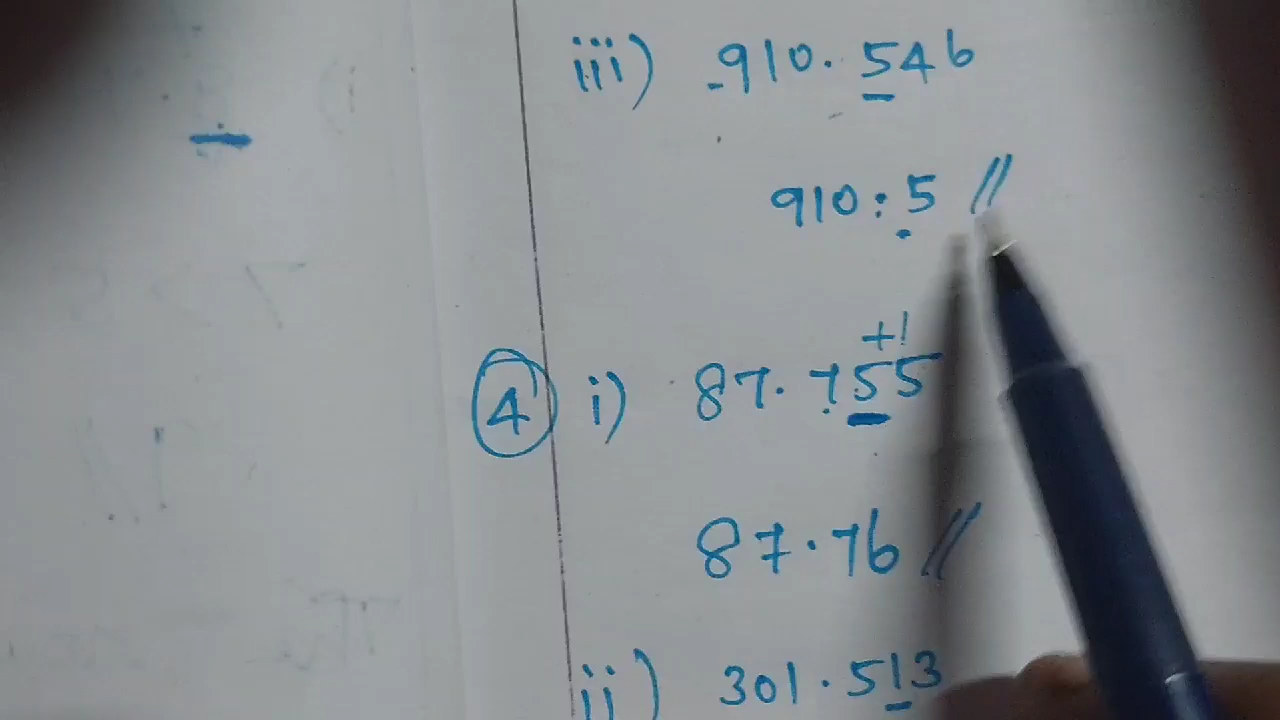 iii) 910.546
910.5 //
+1
4 i) 87.755
87.76 //
ii) 301.513